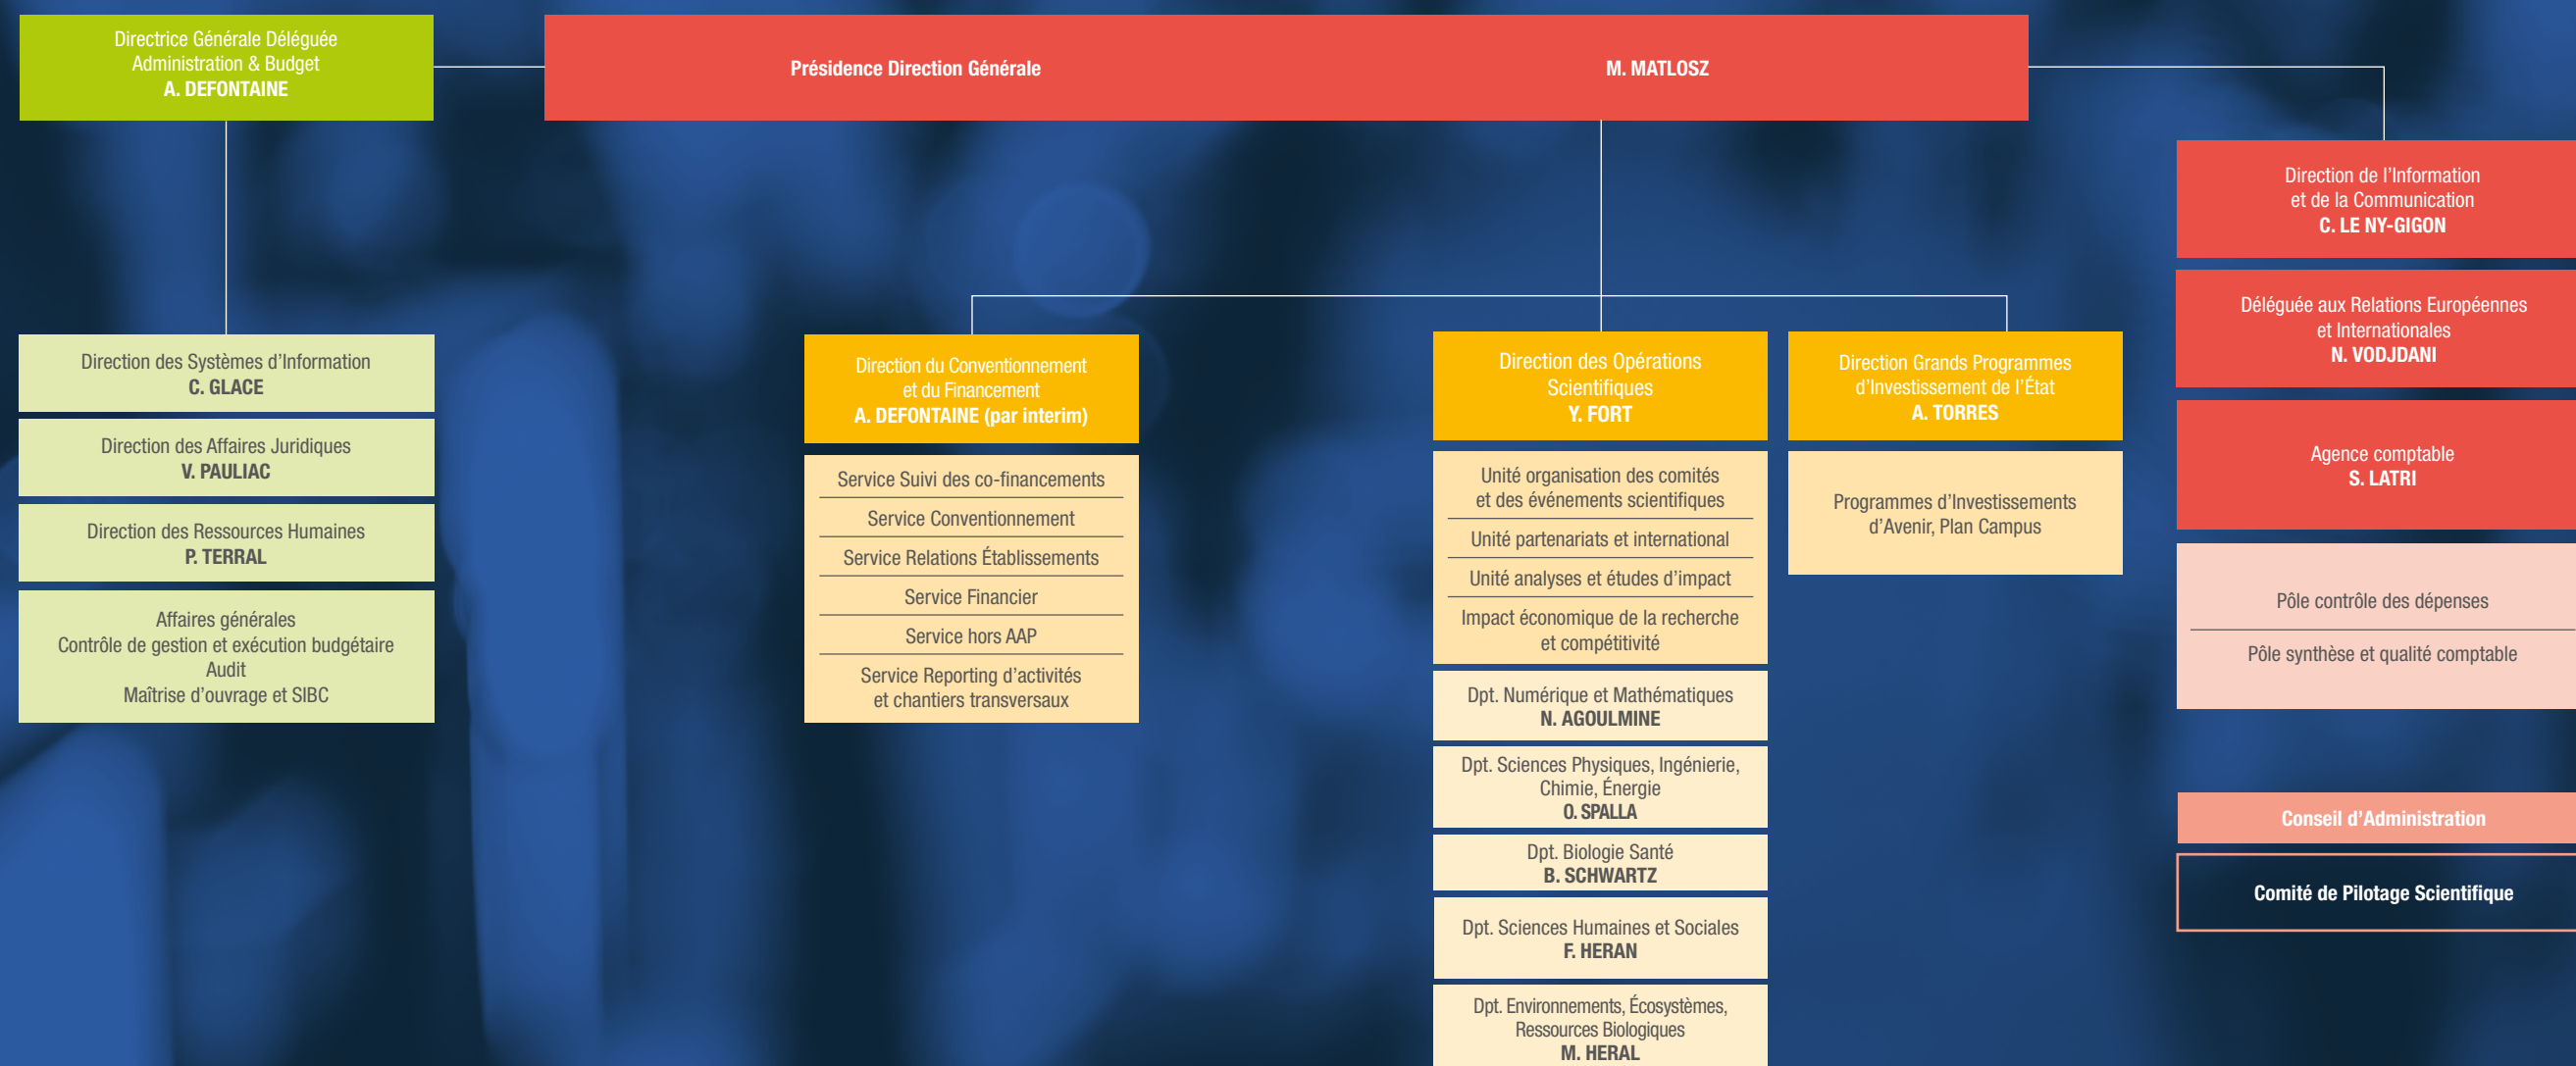 Directrice Générale Déléguée
Administration & Budget
A. DEFONTAINE
Présidence Direction Générale
M. MATLOSZ
Direction des Systèmes d’Information
C. GLACE
Direction des Affaires Juridiques
V. PAULIAC
Direction des Ressources Humaines
P. TERRAL
Affaires générales
Contrôle de gestion et exécution budgétaire
Audit
Maîtrise d’ouvrage et SIBC
Direction du Conventionnement
et du Financement
A. DEFONTAINE (par interim)
Service Suivi des co-financements
Service Conventionnement
Service Relations Établissements
Service Financier
Service hors AAP
Service Reporting d’activités
et chantiers transversaux
Direction des Opérations
Scientifiques
Y. FORT
Unité organisation des comités
et des événements scientifiques
Unité partenariats et international
Unité analyses et études d’impact
Impact économique de la recherche
et compétitivité
Dpt. Numérique et Mathématiques
N. AGOULMINE
Dpt. Sciences Physiques, Ingénierie,
Chimie, Énergie
O. SPALLA
Dpt. Biologie Santé
B. SCHWARTZ
Dpt. Sciences Humaines et Sociales
F. HERAN
Dpt. Environnements, Écosystèmes,
Ressources Biologiques
M. HERAL
Direction Grands Programmes
d’Investissement de l’État
A. TORRES
Programmes d’Investissements
d’Avenir, Plan Campus
Direction de l’Information
et de la Communication
C. LE NY-GIGON
Déléguée aux Relations Européennes
et Internationales
N. VODJDANI
Agence comptable
S. LATRI
Pôle contrôle des dépenses
Pôle synthèse et qualité comptable
Conseil d’Administration
Comité de Pilotage Scientifique